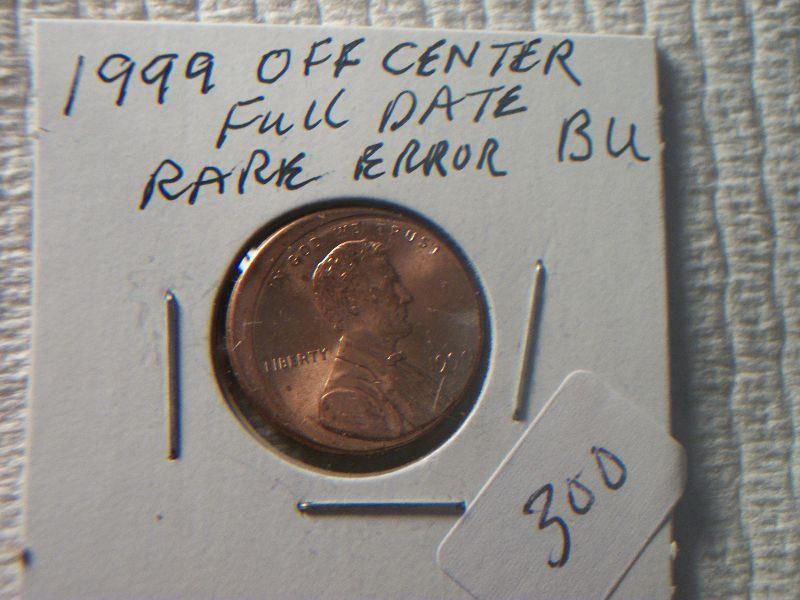 1999 OFF CENTER
FULL DATE
RARE ERROR BU
IN GOD WE TRUST
LIBERTY
300